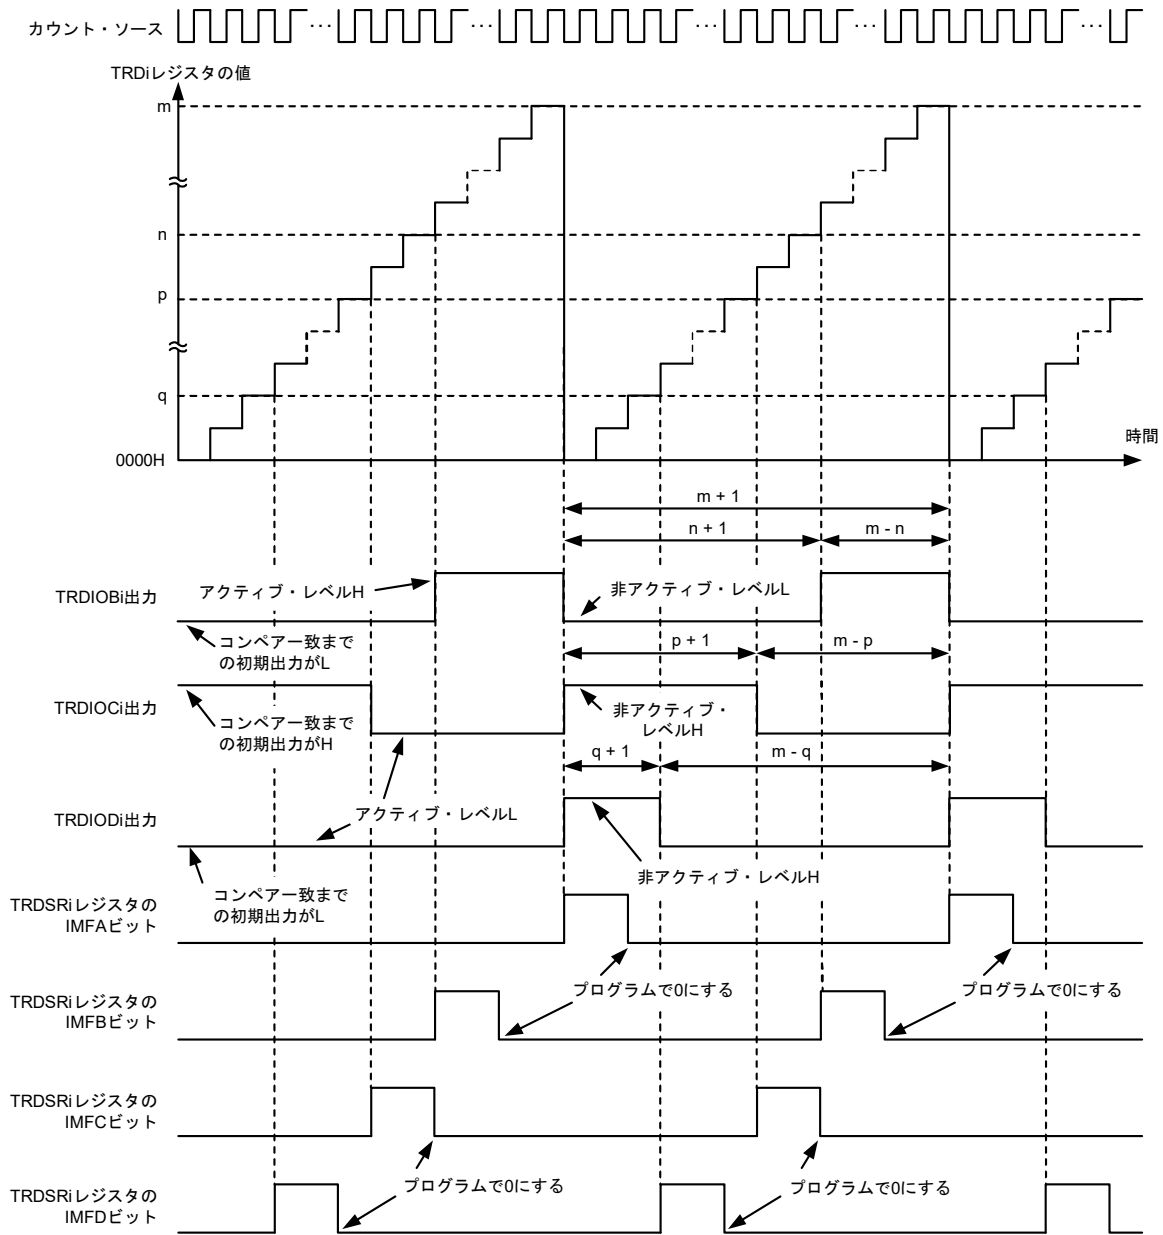 カウント・ソース
･･･ ･･･ ･･･ ･･･ ･･･
TRDiレジスタの値
m
n
p
q
0000H
時間
m + 1
n + 1
m - n
TRDIOBi出力
アクティブ・レベルH
非アクティブ・レベルL
コンペア一致まで
の初期出力がL
p + 1
m - p
TRDIOCi出力
コンペア一致まで
の初期出力がH
非アクティブ・
レベルH
q + 1
m - q
TRDIODi出力
アクティブ・レベルL
非アクティブ・レベルH
コンペア一致まで
の初期出力がL
TRDSRiレジスタの
IMFAビット
プログラムで0にする
プログラムで0にする
TRDSRiレジスタの
IMFBビット
TRDSRiレジスタの
IMFCビット
プログラムで0にする
プログラムで0にする
TRDSRiレジスタの
IMFDビット